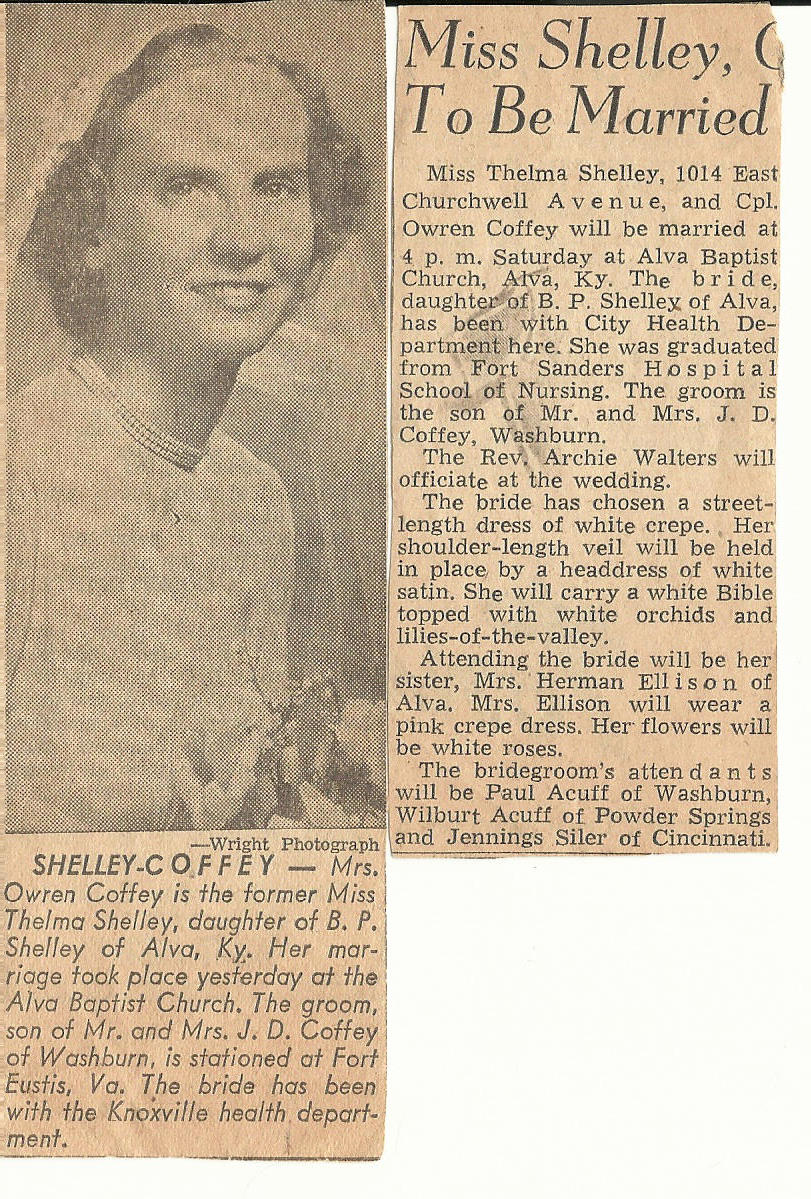 —Wright Photograph
SHELLEY-COFFEY — Mrs.
Owren Coffey is the former Miss
Thelma Shelley, daughter of B. P.
Shelley of Alva, Ky. Her mar-
riage took place yesterday at the
Alva Baptist Church. The groom,
son of Mr. and Mrs. J. D. Coffey
of Washburn, is stationed at Fort
Eustis, Va. The bride has been
with the Knoxville health depart-
ment.
Miss Shelley,
To Be Married
Miss Thelma Shelley, 1014 East
Churchwell Avenue, and Cpl.
Owren Coffey will be married at
4 p. m. Saturday at Alva Baptist
Church, Alva, Ky. The bride,
daughter of B. P. Shelley of Alva,
has been with City Health De-
partment here. She was graduated
from Fort Sanders Hospital
School of Nursing. The groom is
the son of Mr. and Mrs. J. D.
Coffey, Washburn.
The Rev. Archie Walters will
officiate at the wedding.
The bride has chosen a street-
length dress of white crepe. Her
shoulder-length veil will be held
in place by a headdress of white
satin. She will carry a white Bible
topped with white orchids and
lilies-of-the-valley.
Attending the bride will be her
sister, Mrs. Herman Ellison of
Alva. Mrs. Ellison will wear a
pink crepe dress. Her flowers will
be white roses.
The bridegroom's attendants
will be Paul Acuff of Washburn,
Wilburt Acuff of Powder Springs
and Jennings Siler of Cincinnati.